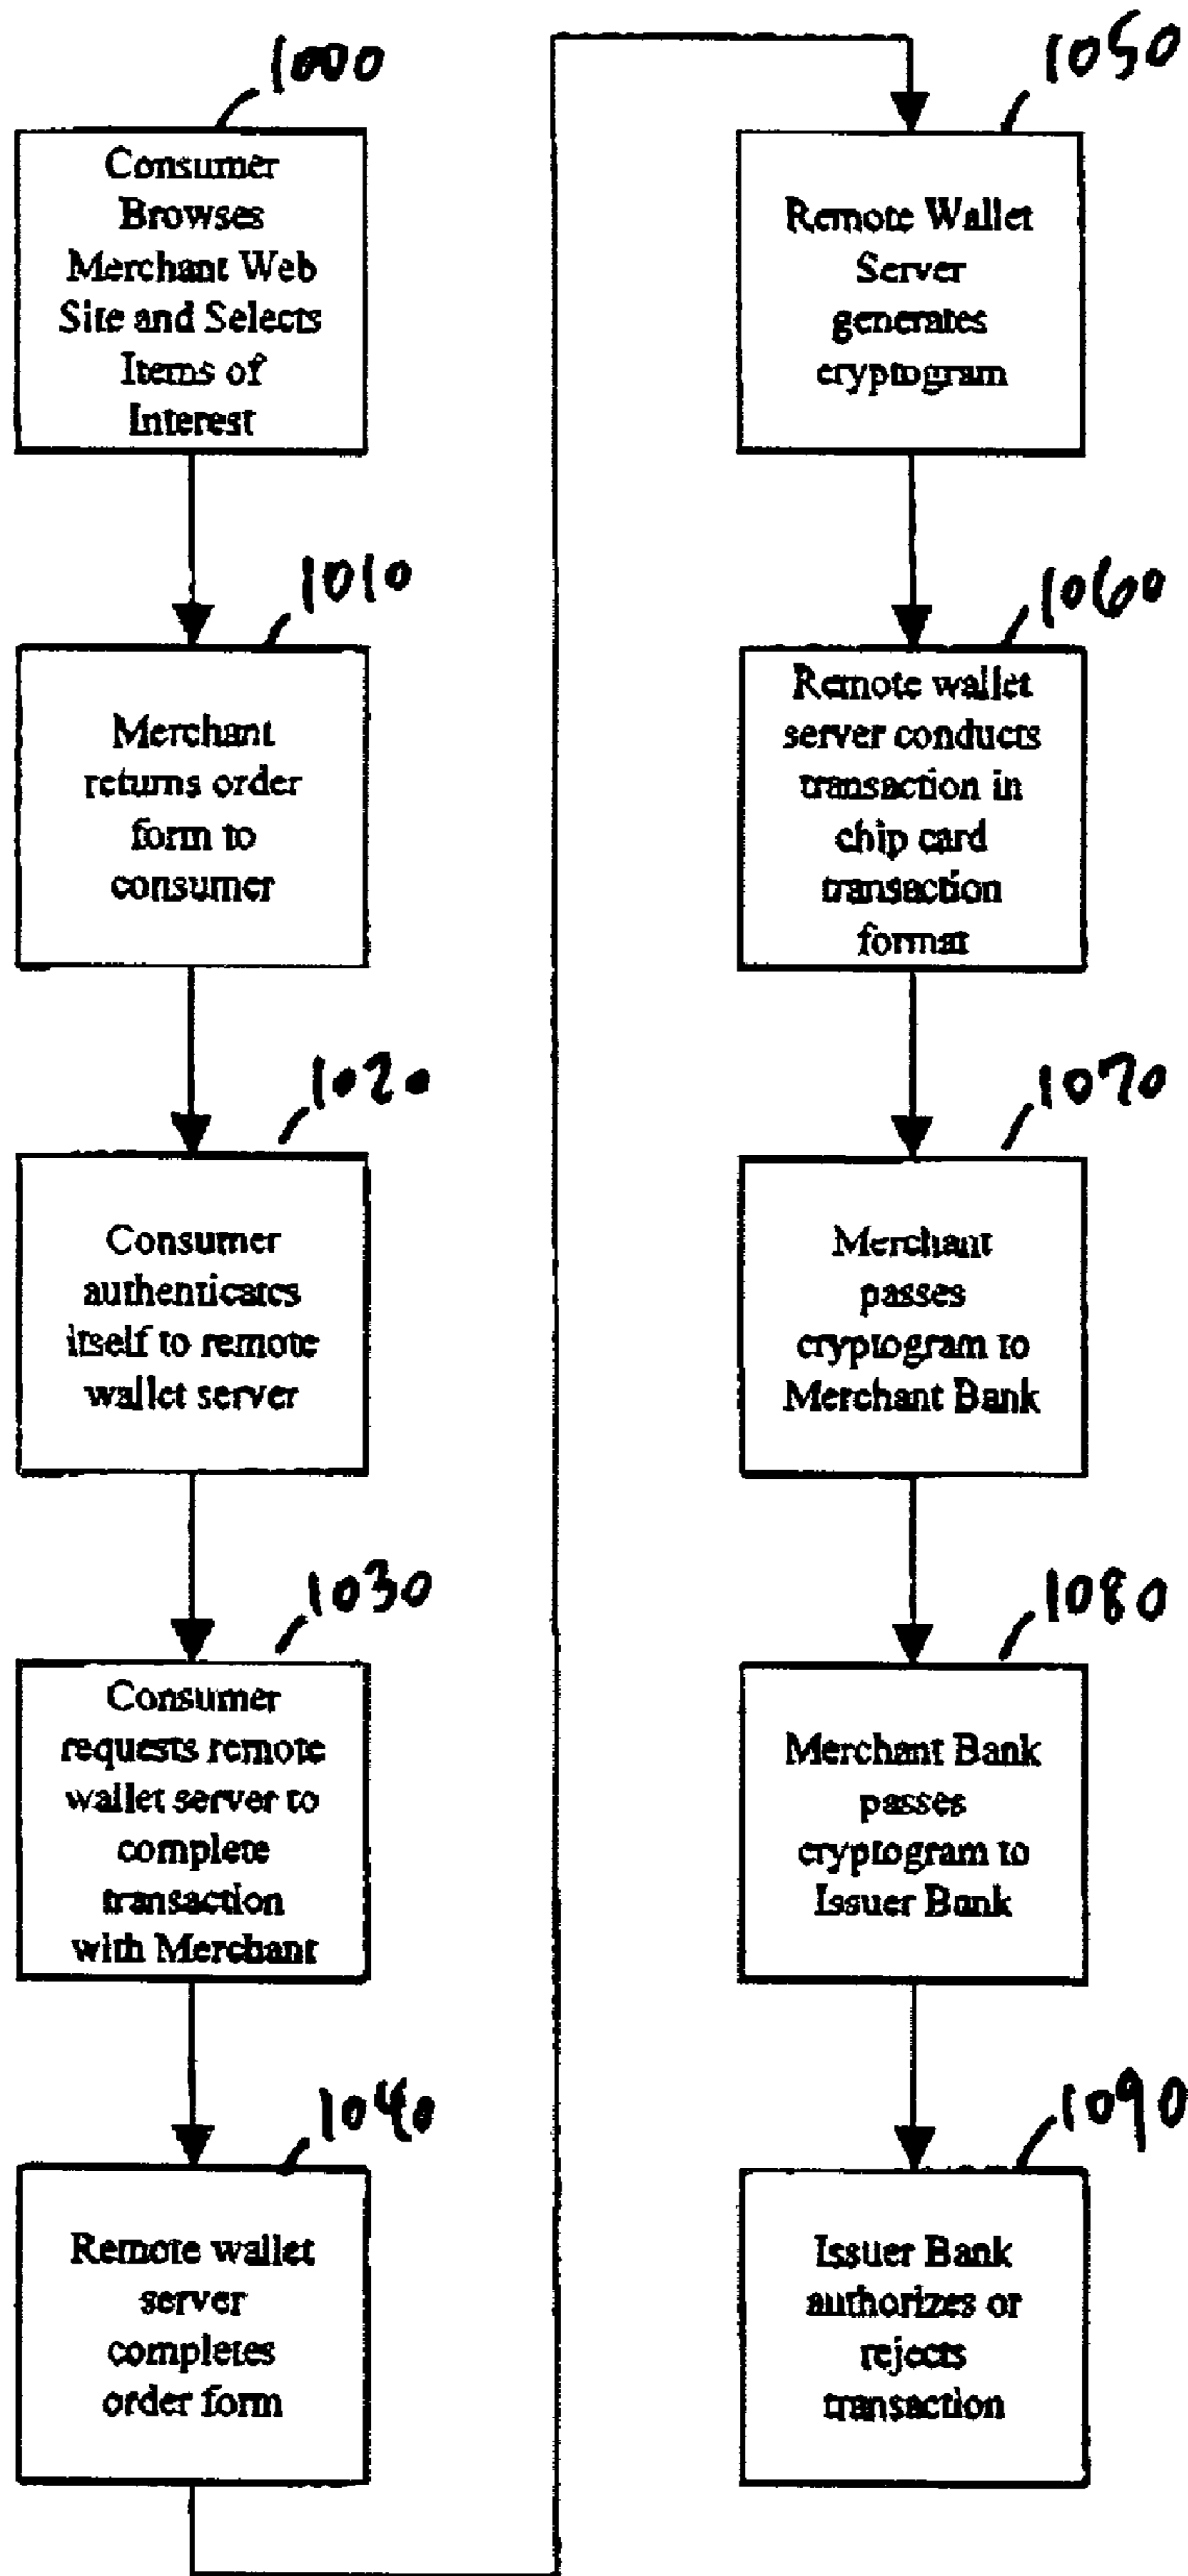 1000
Consumer
Browses
Merchant Web
Site and Selects
Items of
Interest
1010
Merchant
returns order
form to
consumer
1020
Consumer
authenticates
itself to remote
wallet server
1030
Consumer
requests remote
wallet server to
complete
transaction
with Merchant
1040
Remote wallet
server
completes
order form
1050
Remote Wallet
Server
generates
cryptogram
1060
Remote wallet
server conducts
transaction in
chip card
transaction
format
1070
Merchant
passes
cryptogram to
Merchant Bank
1080
Merchant Bank
passes
cryptogram to
Issuer Bank
1090
Issuer Bank
authorizes or
rejects
transaction